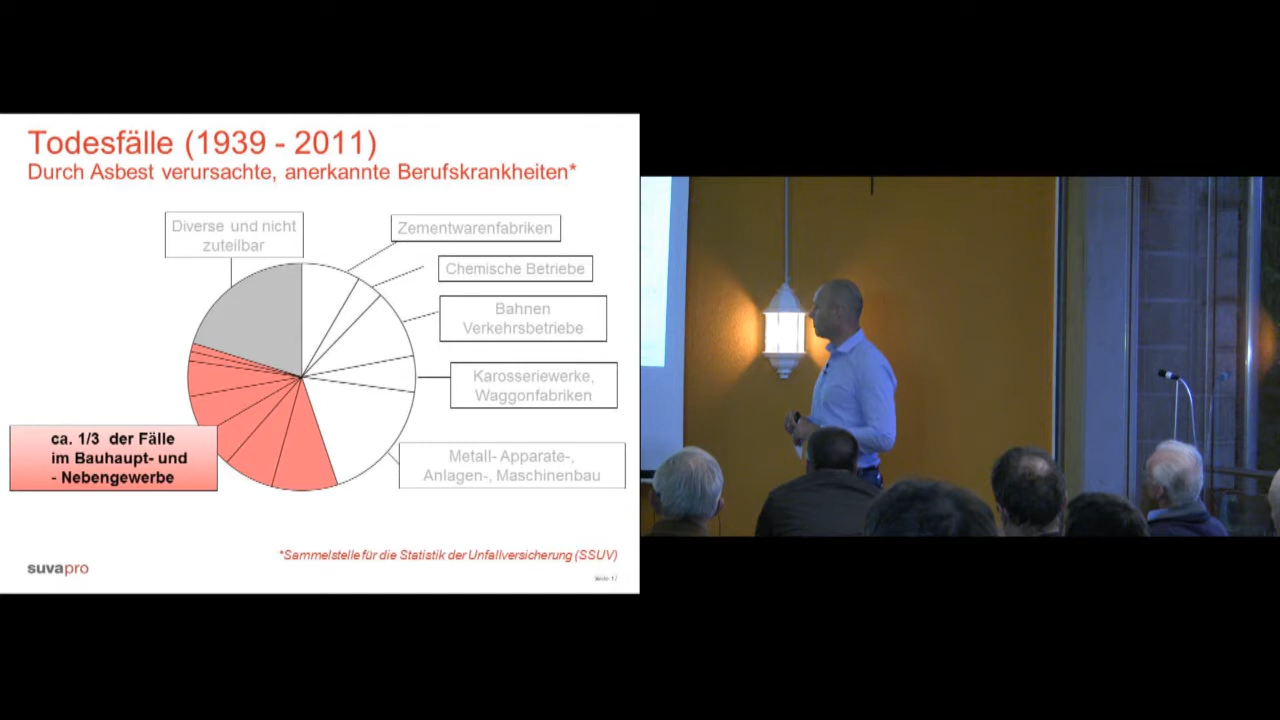 Todesfälle (1939 - 2011)
Durch Asbest verursachte, anerkannte Berufskrankheiten*
Diverse und nicht
zuteilbar
Zementwarenfabriken
Chemische Betriebe
Bahnen
Verkehrsbetriebe
Karosseriewerke,
Waggonfabriken
Metall- Apparate-,
Anlagen-, Maschinenbau
ca. 1/3 der Fälle
im Bauhaupt- und
- Nebengewerbe
*Sammelstelle für die Statistik der Unfallversicherung (SSUV)
suvapro
Seite